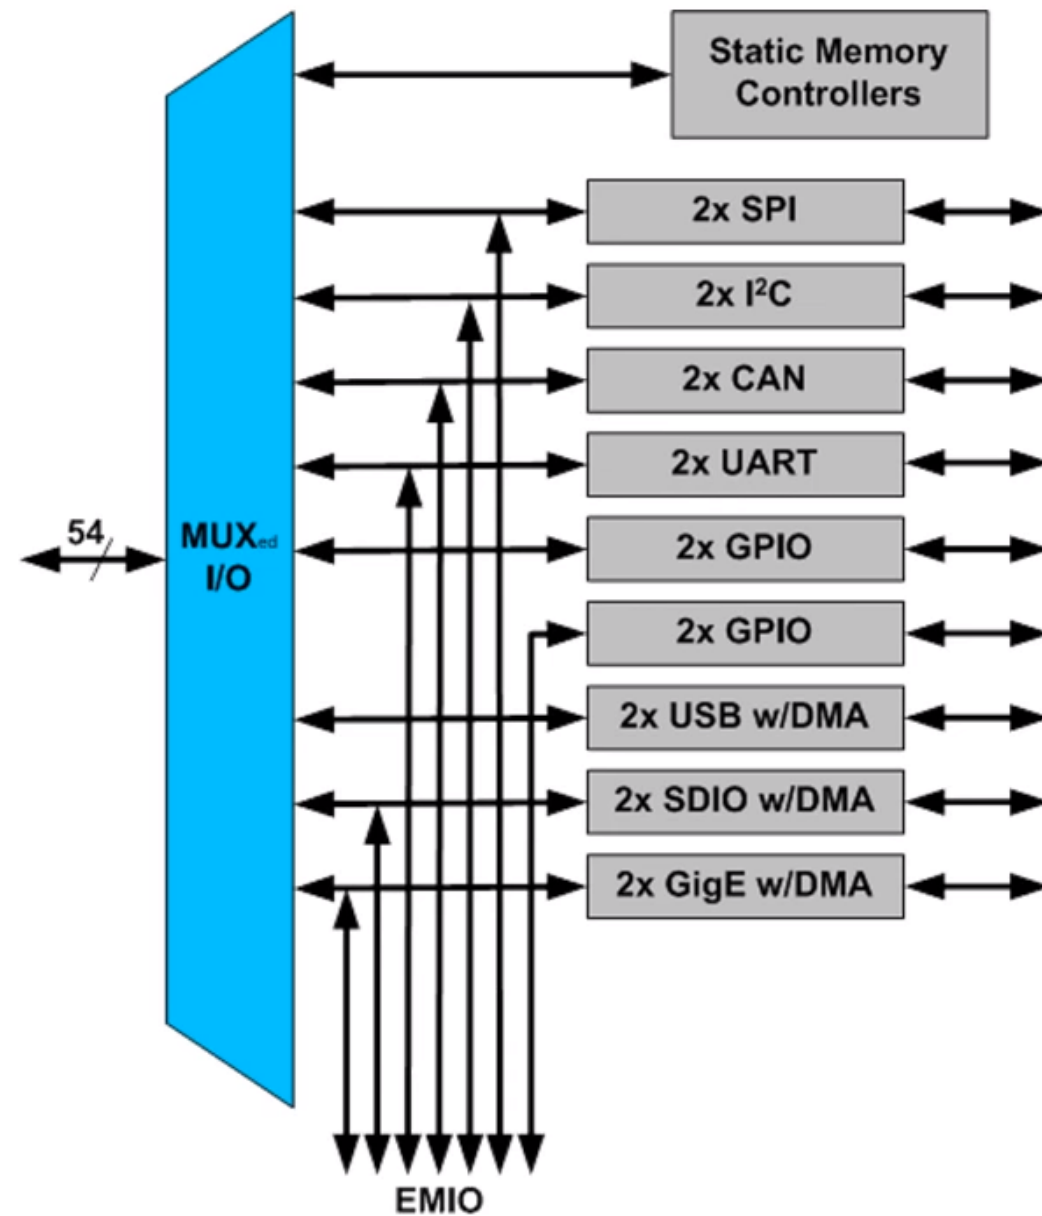 Static Memory
Controllers
2x SPI
2x I²C
2x CAN
2x UART
54
MUXed
I/O
2x GPIO
2x GPIO
2x USB w/DMA
2x SDIO w/DMA
2x GigE w/DMA
EMIO